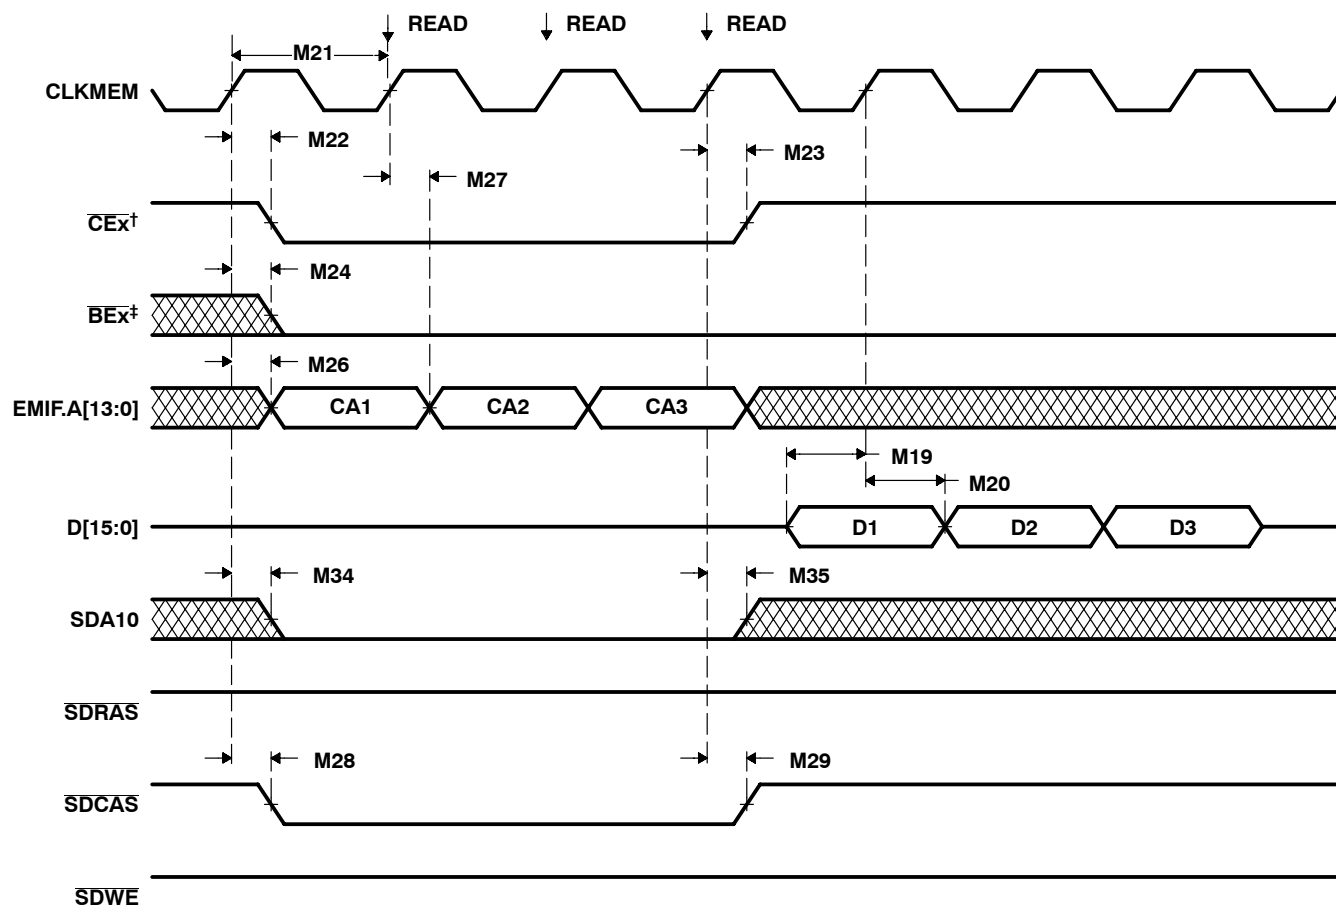 READ
READ
READ
M21
CLKMEM
M22
M23
M27
CEx†
M24
BEx‡
M26
EMIF.A[13:0]
CA1
CA2
CA3
M19
M20
D[15:0]
D1
D2
D3
M34
M35
SDA10
SDRAS
M28
M29
SDCAS
SDWE